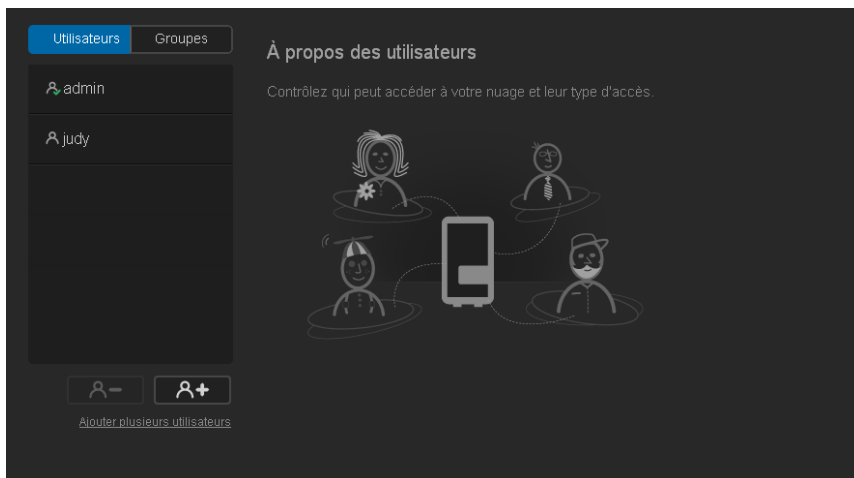 Utilisateurs
Groupes
À propos des utilisateurs
Contrôlez qui peut accéder à votre nuage et leur type d'accès.
admin
judy
Ajouter plusieurs utilisateurs